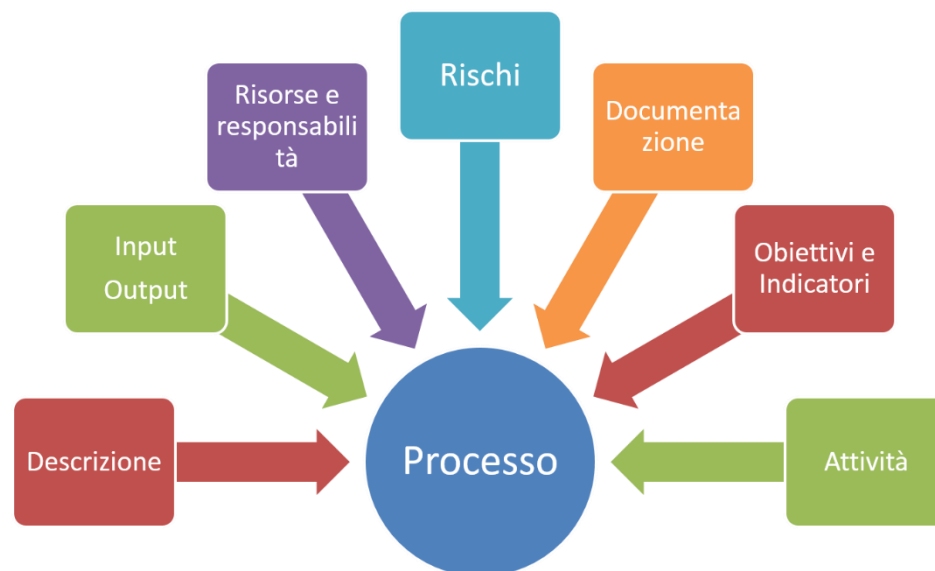 Rischi
Risorse e
responsabili
tà
Documenta
zione
Input
Output
Obiettivi e
Indicatori
Descrizione
Processo
Attività